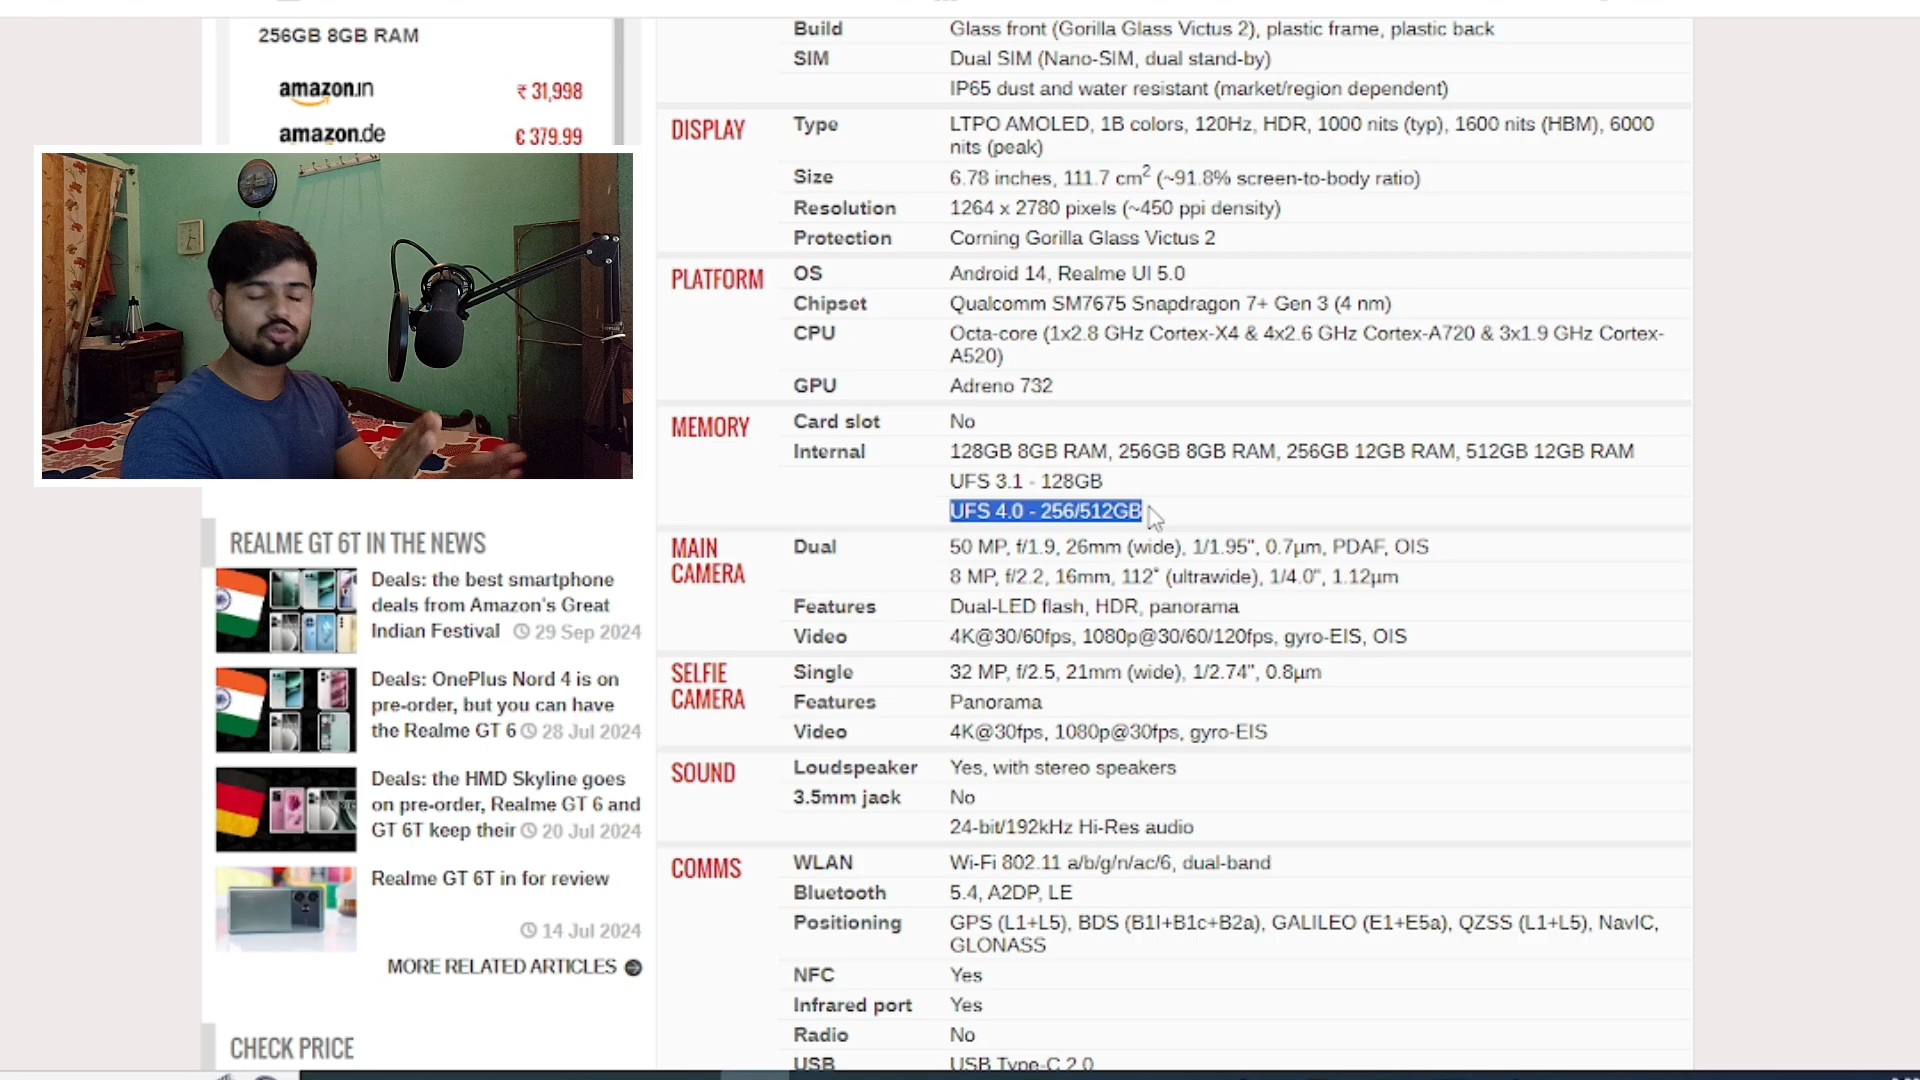 256GB 8GB RAM
amazon.in ₹ 31,998
amazon.de € 379.99
REALME GT 6T IN THE NEWS
Deals: the best smartphone
deals from Amazon's Great
Indian Festival 29 Sep 2024
Deals: OnePlus Nord 4 is on
pre-order, but you can have
the Realme GT 6 28 Jul 2024
Deals: the HMD Skyline goes
on pre-order, Realme GT 6 and
GT 6T keep their 20 Jul 2024
Realme GT 6T in for review
14 Jul 2024
MORE RELATED ARTICLES
CHECK PRICE
Build Glass front (Gorilla Glass Victus 2), plastic frame, plastic back
SIM Dual SIM (Nano-SIM, dual stand-by)
IP65 dust and water resistant (market/region dependent)
DISPLAY Type LTPO AMOLED, 1B colors, 120Hz, HDR, 1000 nits (typ), 1600 nits (HBM), 6000
nits (peak)
Size 6.78 inches, 111.7 cm² (~91.8% screen-to-body ratio)
Resolution 1264 x 2780 pixels (~450 ppi density)
Protection Corning Gorilla Glass Victus 2
PLATFORM OS Android 14, Realme UI 5.0
Chipset Qualcomm SM7675 Snapdragon 7+ Gen 3 (4 nm)
CPU Octa-core (1x2.8 GHz Cortex-X4 & 4x2.6 GHz Cortex-A720 & 3x1.9 GHz Cortex-
A520)
GPU Adreno 732
MEMORY Card slot No
Internal 128GB 8GB RAM, 256GB 8GB RAM, 256GB 12GB RAM, 512GB 12GB RAM
UFS 3.1 - 128GB
UFS 4.0 - 256/512GB
MAIN CAMERA Dual 50 MP, f/1.9, 26mm (wide), 1/1.95", 0.7µm, PDAF, OIS
8 MP, f/2.2, 16mm, 112˚ (ultrawide), 1/4.0", 1.12µm
Features Dual-LED flash, HDR, panorama
Video 4K@30/60fps, 1080p@30/60/120fps, gyro-EIS, OIS
SELFIE CAMERA Single 32 MP, f/2.5, 21mm (wide), 1/2.74", 0.8µm
Features Panorama
Video 4K@30fps, 1080p@30fps, gyro-EIS
SOUND Loudspeaker Yes, with stereo speakers
3.5mm jack No
24-bit/192kHz Hi-Res audio
COMMS WLAN Wi-Fi 802.11 a/b/g/n/ac/6, dual-band
Bluetooth 5.4, A2DP, LE
Positioning GPS (L1+L5), BDS (B1I+B1c+B2a), GALILEO (E1+E5a), QZSS (L1+L5), NavIC,
GLONASS
NFC Yes
Infrared port Yes
Radio No
USB USB Type-C 2.0